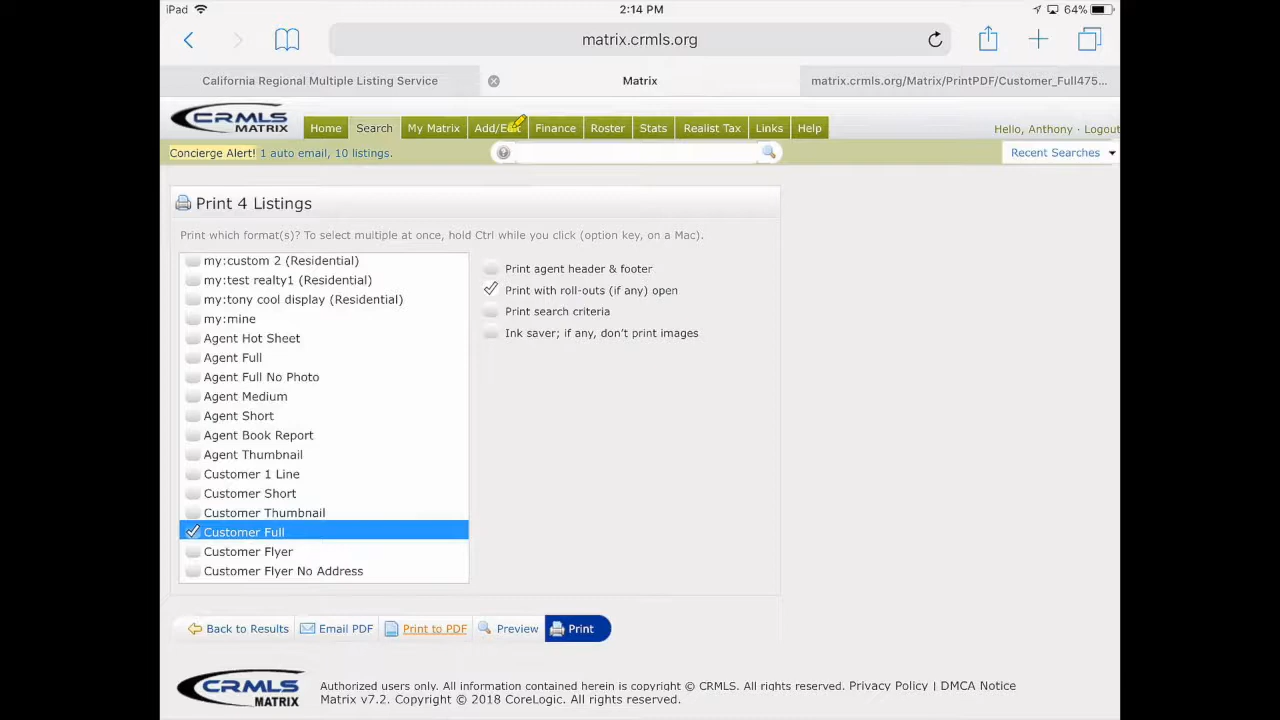 iPad 2:14 PM 64%
matrix.crmls.org
California Regional Multiple Listing Service Matrix matrix.crmls.org/Matrix/PrintPDF/Customer_Full475...
CRMLS MATRIX
Home Search My Matrix Add/Edit Finance Roster Stats Realist Tax Links Help Hello, Anthony · Logout
Concierge Alert! 1 auto email, 10 listings. Recent Searches
Print 4 Listings
Print which format(s)? To select multiple at once, hold Ctrl while you click (option key, on a Mac).
my:custom 2 (Residential)
my:test realty1 (Residential)
my:tony cool display (Residential)
my:mine
Agent Hot Sheet
Agent Full
Agent Full No Photo
Agent Medium
Agent Short
Agent Book Report
Agent Thumbnail
Customer 1 Line
Customer Short
Customer Thumbnail
Customer Full
Customer Flyer
Customer Flyer No Address
Print agent header & footer
Print with roll-outs (if any) open
Print search criteria
Ink saver; if any, don't print images
Back to Results Email PDF Print to PDF Preview Print
CRMLS MATRIX
Authorized users only. All information contained herein is copyright © CRMLS. All rights reserved. Privacy Policy | DMCA Notice
Matrix v7.2. Copyright © 2018 CoreLogic. All rights reserved.